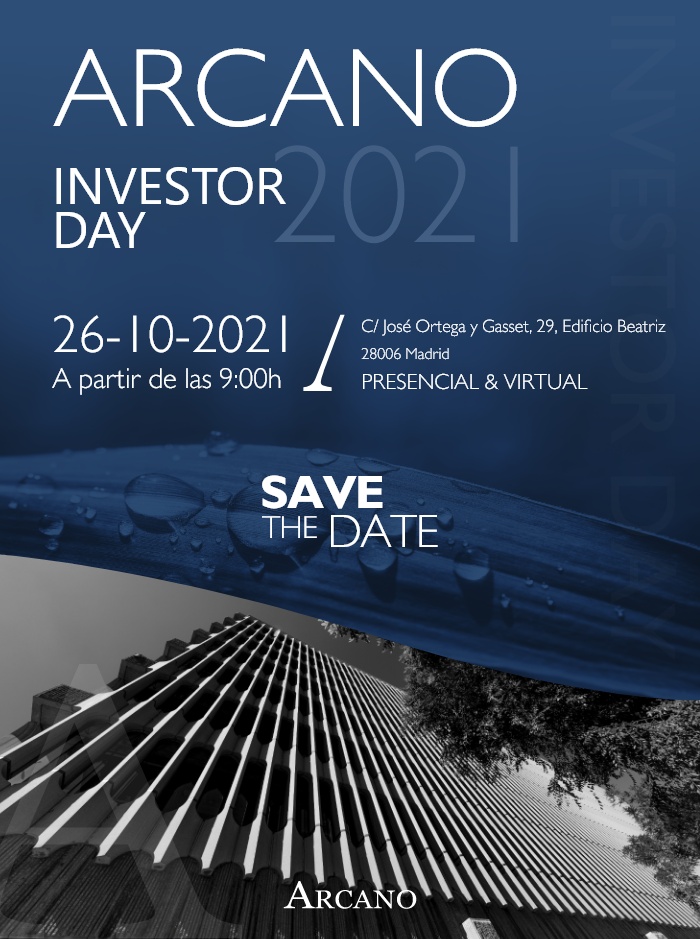 ARCANO
INVESTOR
DAY
2021
26-10-2021
A partir de las 9:00h
C/ José Ortega y Gasset, 29, Edificio Beatriz
28006 Madrid
PRESENCIAL & VIRTUAL
SAVE
THE DATE
INVESTOR DAY
A
ARCANO